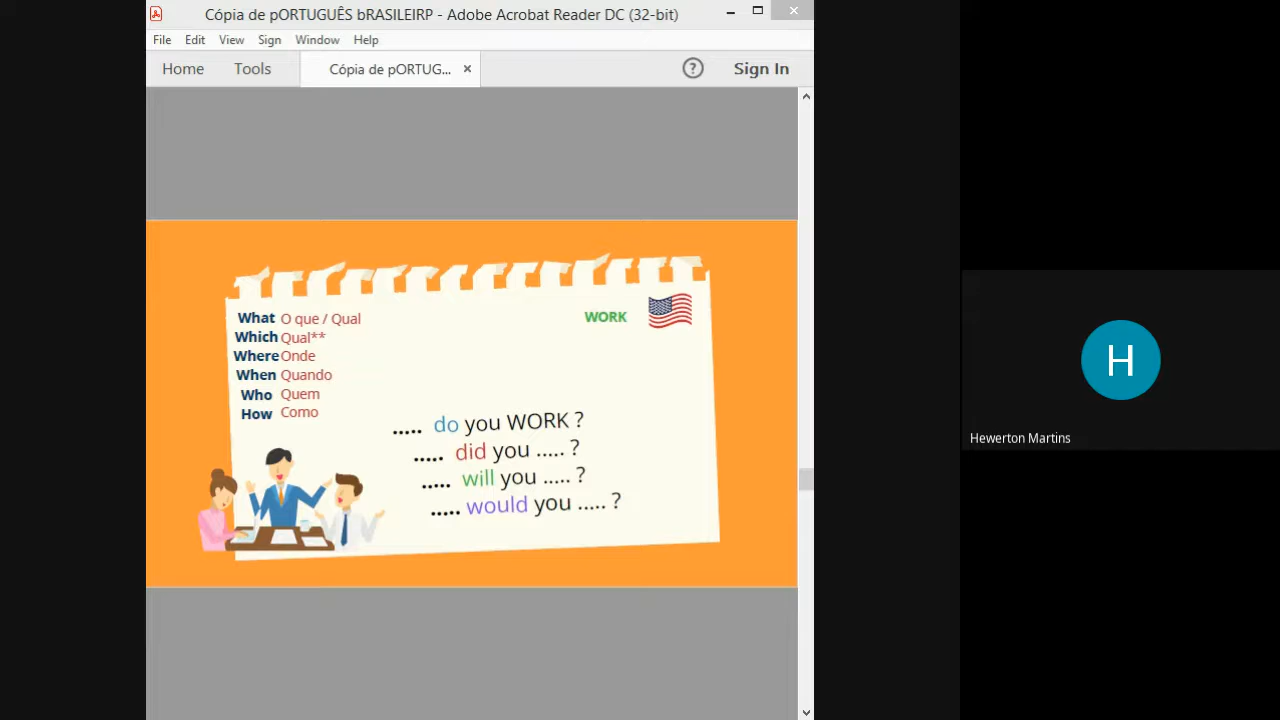 Cópia de pORTUGUÊS bRASILEIRP - Adobe Acrobat Reader DC (32-bit)
File Edit View Sign Window Help
Home Tools Cópia de pORTUG... × ? Sign In
WORK
What O que / Qual
Which Qual**
Where Onde
When Quando
Who Quem
How Como
..... do you WORK ?
..... did you ..... ?
..... will you ..... ?
..... would you ..... ?
H
Hewerton Martins